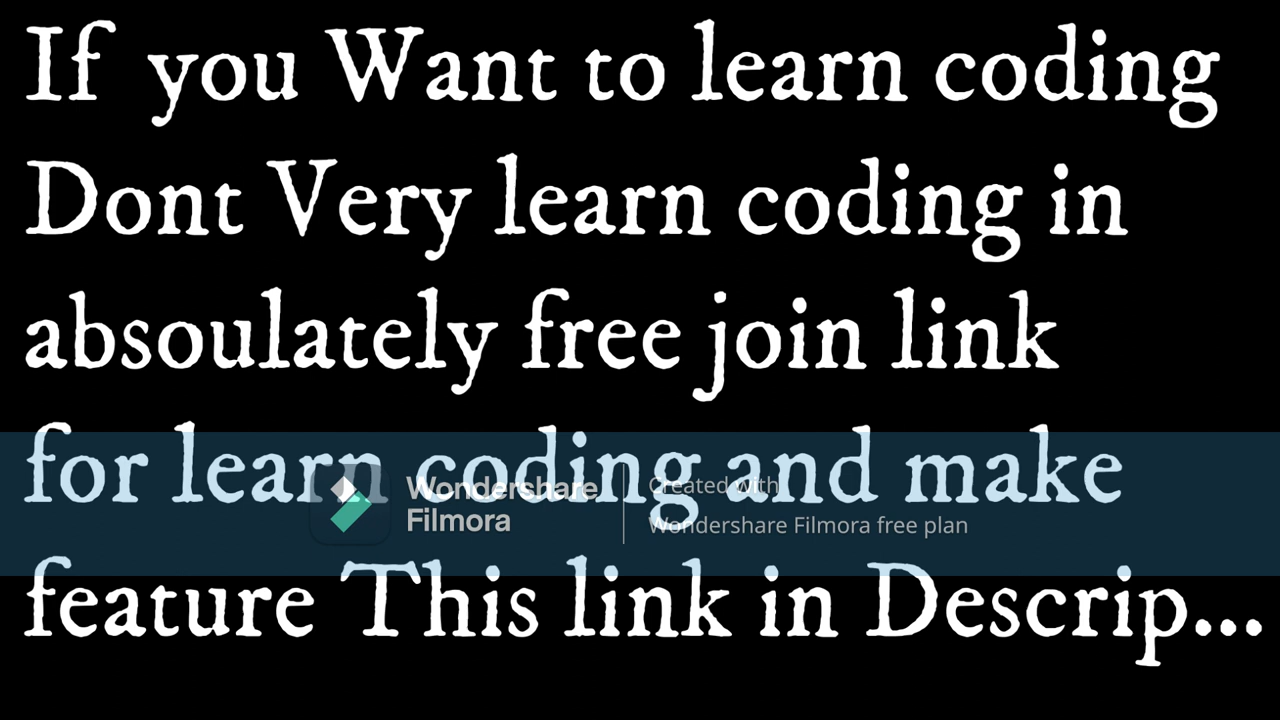 If you Want to learn coding
Dont Very learn coding in
absoulately free join link
for learn coding and make
Wondershare
Filmora
Created with
Wondershare Filmora free plan
feature This link in Descrip...